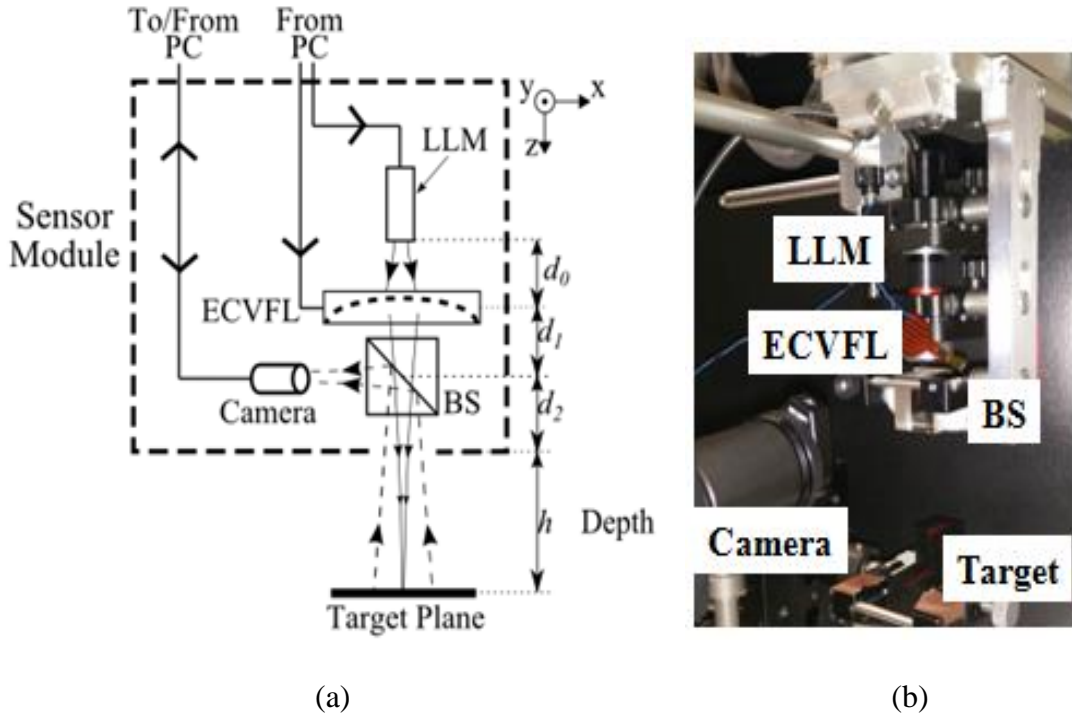 To/From
PC
From
PC
y
x
z
LLM
Sensor
Module
d0
ECVFL
d1
Camera
BS
d2
h
Depth
Target Plane
LLM
ECVFL
BS
Camera
Target
(a)
(b)